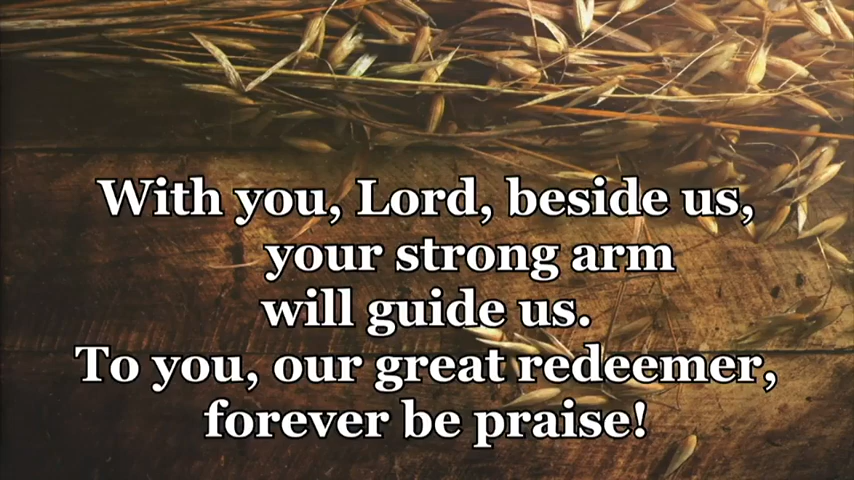 With you, Lord, beside us,
your strong arm
will guide us.
To you, our great redeemer,
forever be praise!